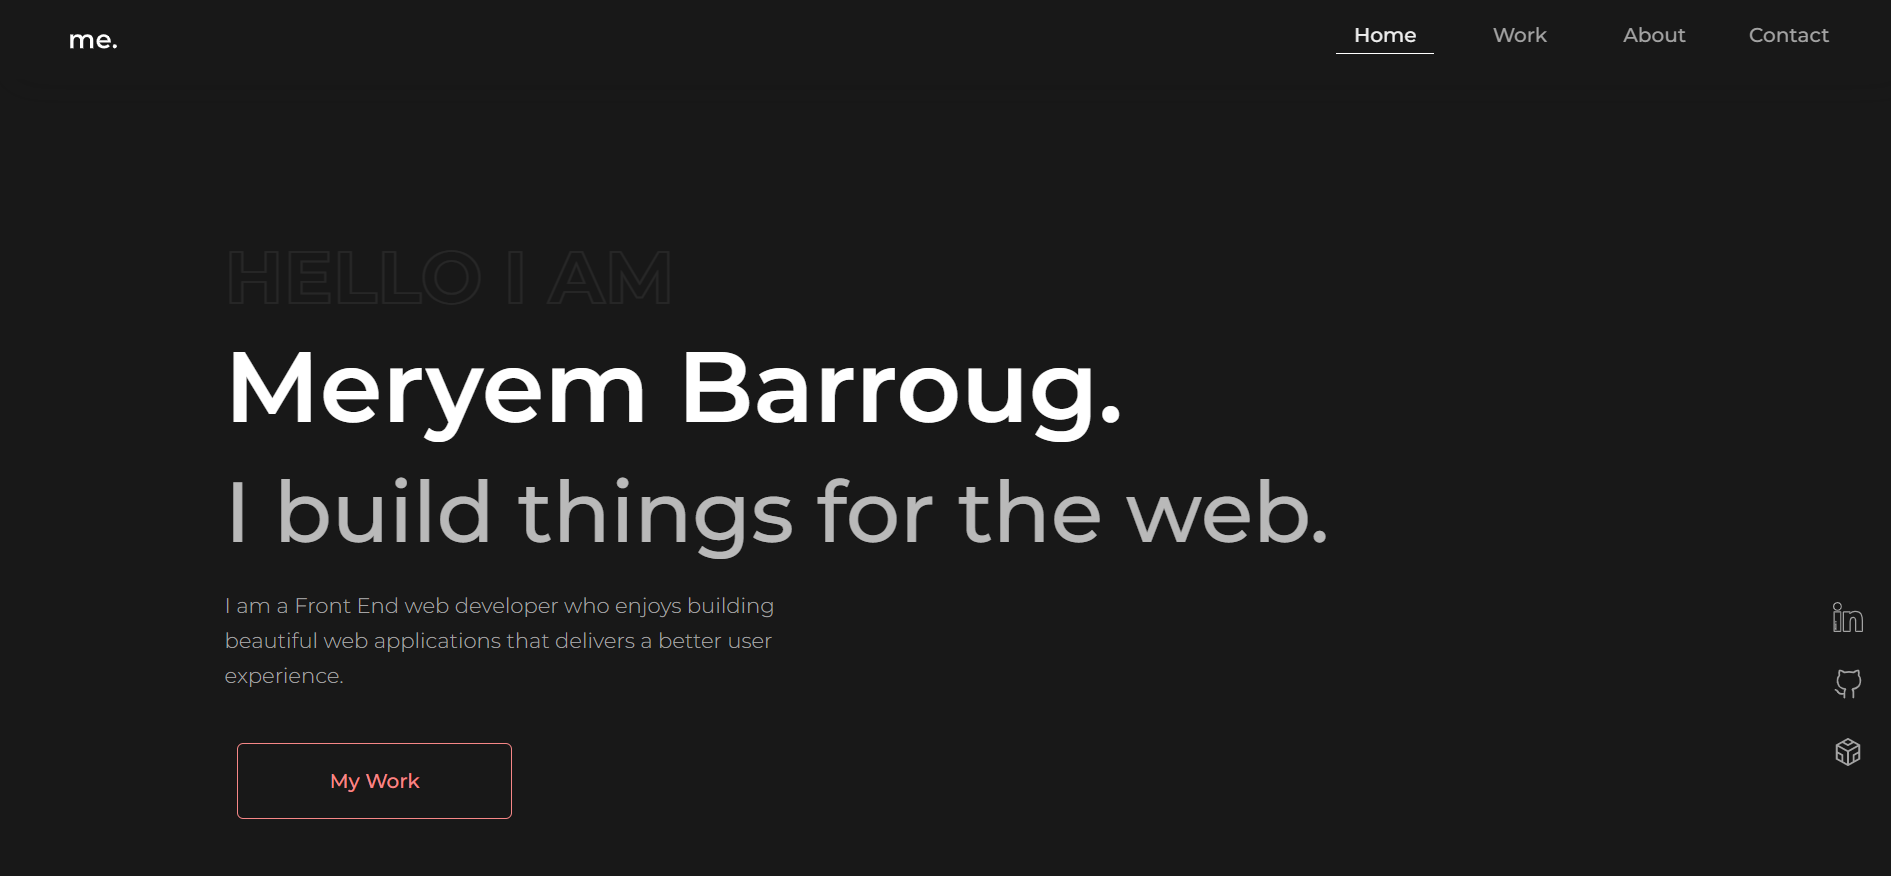 me.
Home Work About Contact
HELLO I AM
Meryem Barroug.
I build things for the web.
I am a Front End web developer who enjoys building
beautiful web applications that delivers a better user
experience.
in
My Work